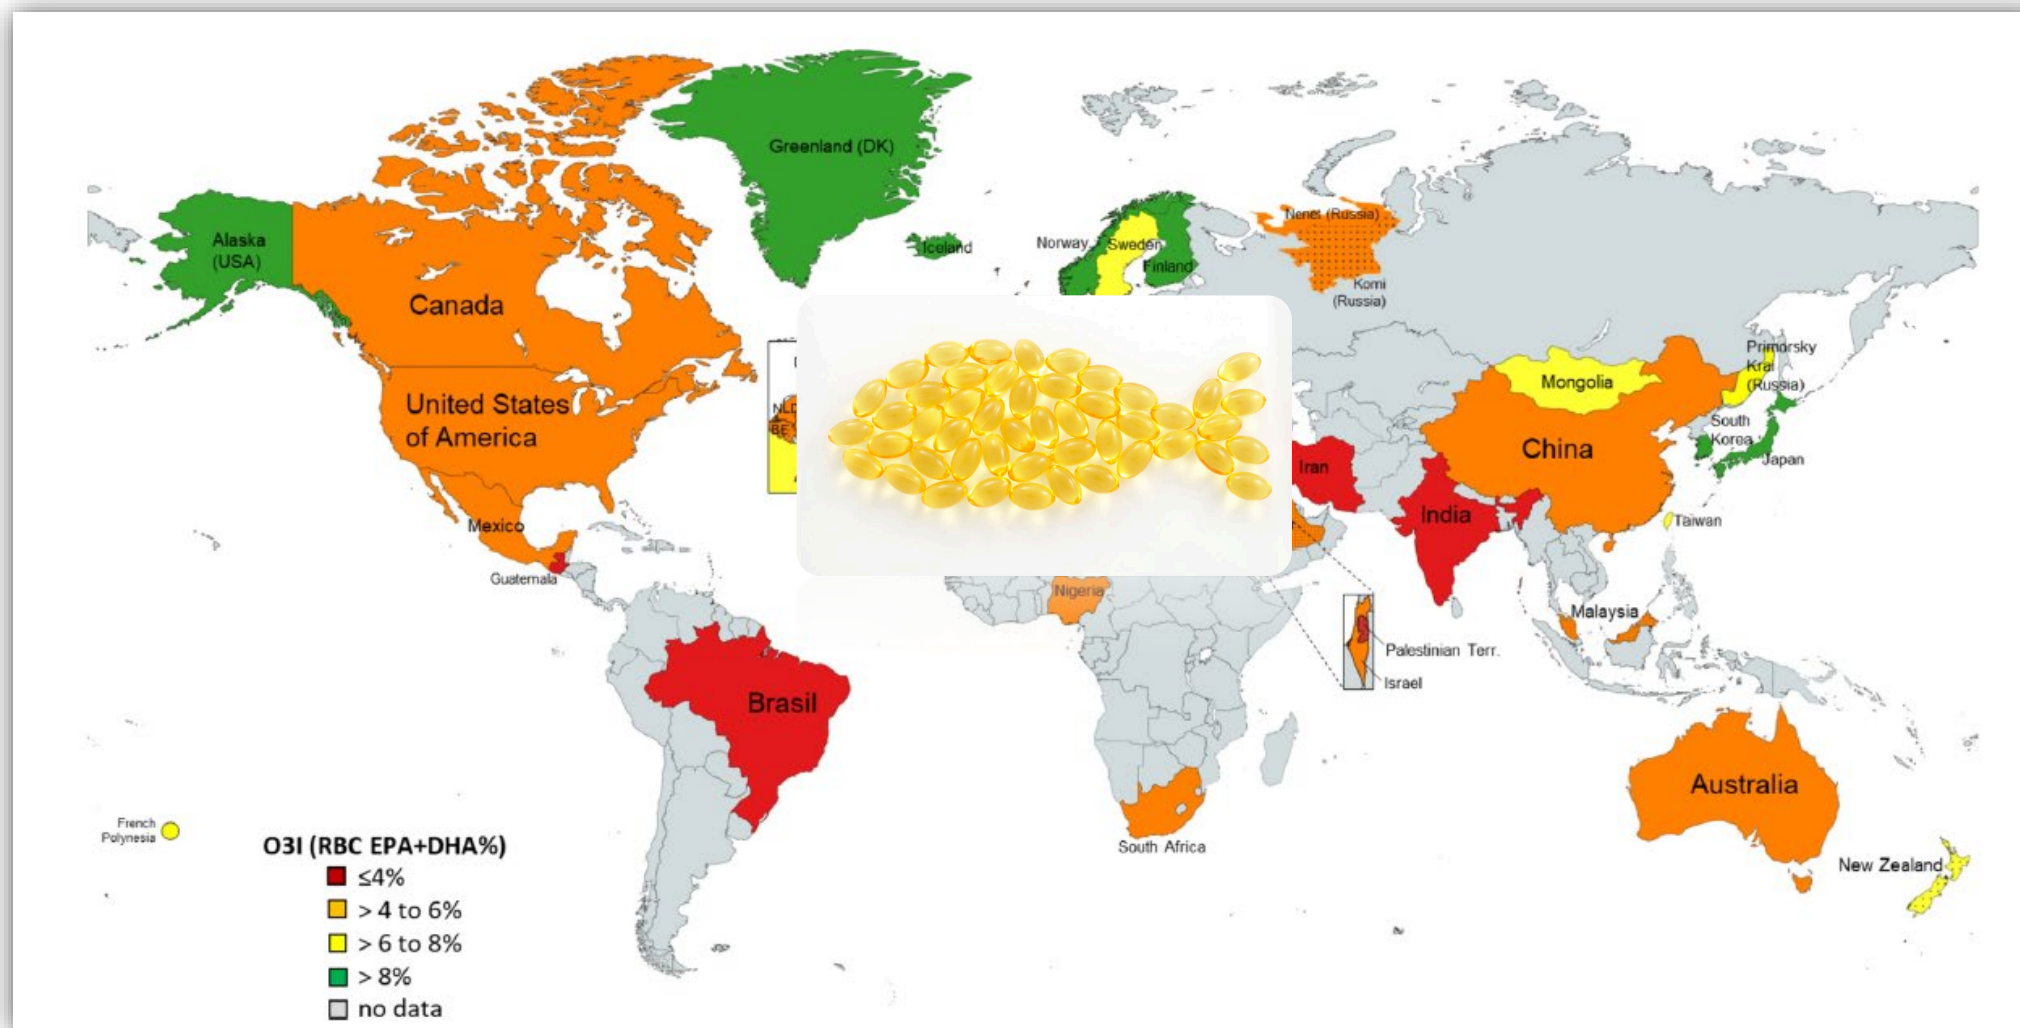 Greenland (DK)
Alaska
(USA)
Iceland
Norway
Sweden
Finland
Nenet (Russia)
Komi
(Russia)
Canada
United States
of America
NLD
BE
Mexico
Guatemala
Brasil
Nigeria
South Africa
Iran
India
Mongolia
China
Primorsky
Krai
(Russia)
South
Korea
Japan
Taiwan
Malaysia
Palestinian Terr.
Israel
Australia
New Zealand
French
Polynesia
O3I (RBC EPA+DHA%)
≤4%
> 4 to 6%
> 6 to 8%
> 8%
no data